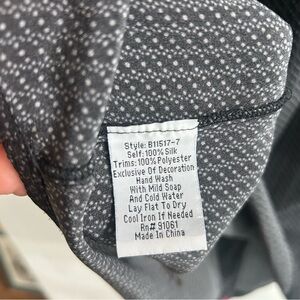 Style: B11517-7
Self: 100% Silk
Trims: 100% Polyester
Exclusive Of Decoration
Hand Wash
With Mild Soap
And Cold Water
Lay Flat To Dry
Cool Iron If Needed
Rn# 91061
Made In China